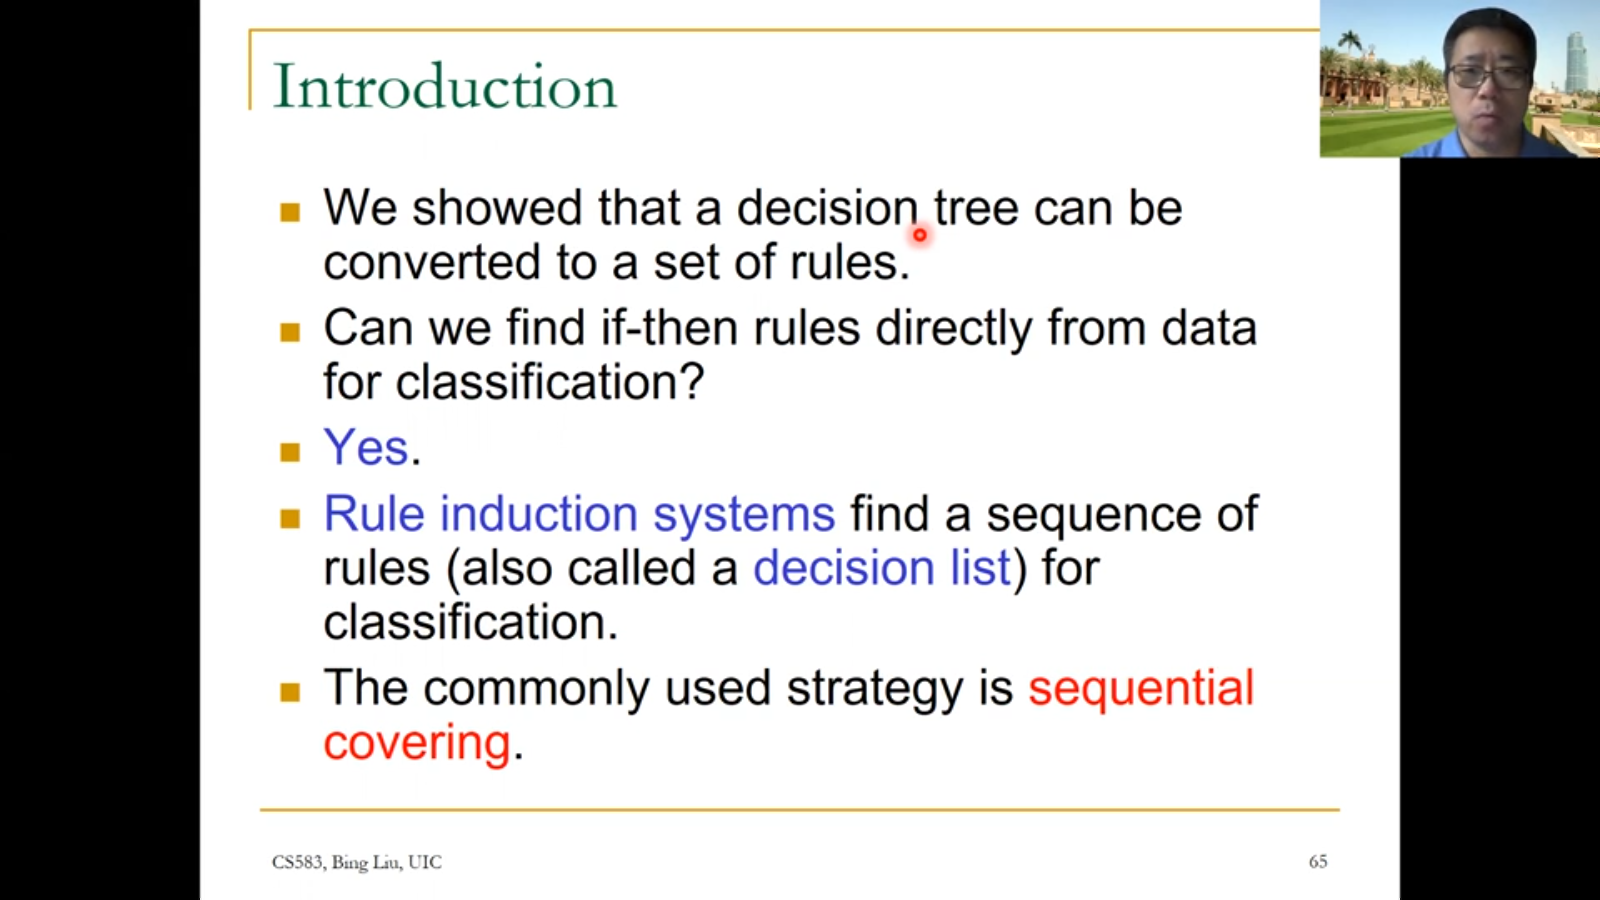 Introduction
We showed that a decision tree can be
converted to a set of rules.
Can we find if-then rules directly from data
for classification?
Yes.
Rule induction systems find a sequence of
rules (also called a decision list) for
classification.
The commonly used strategy is sequential
covering.
CS583, Bing Liu, UIC
65